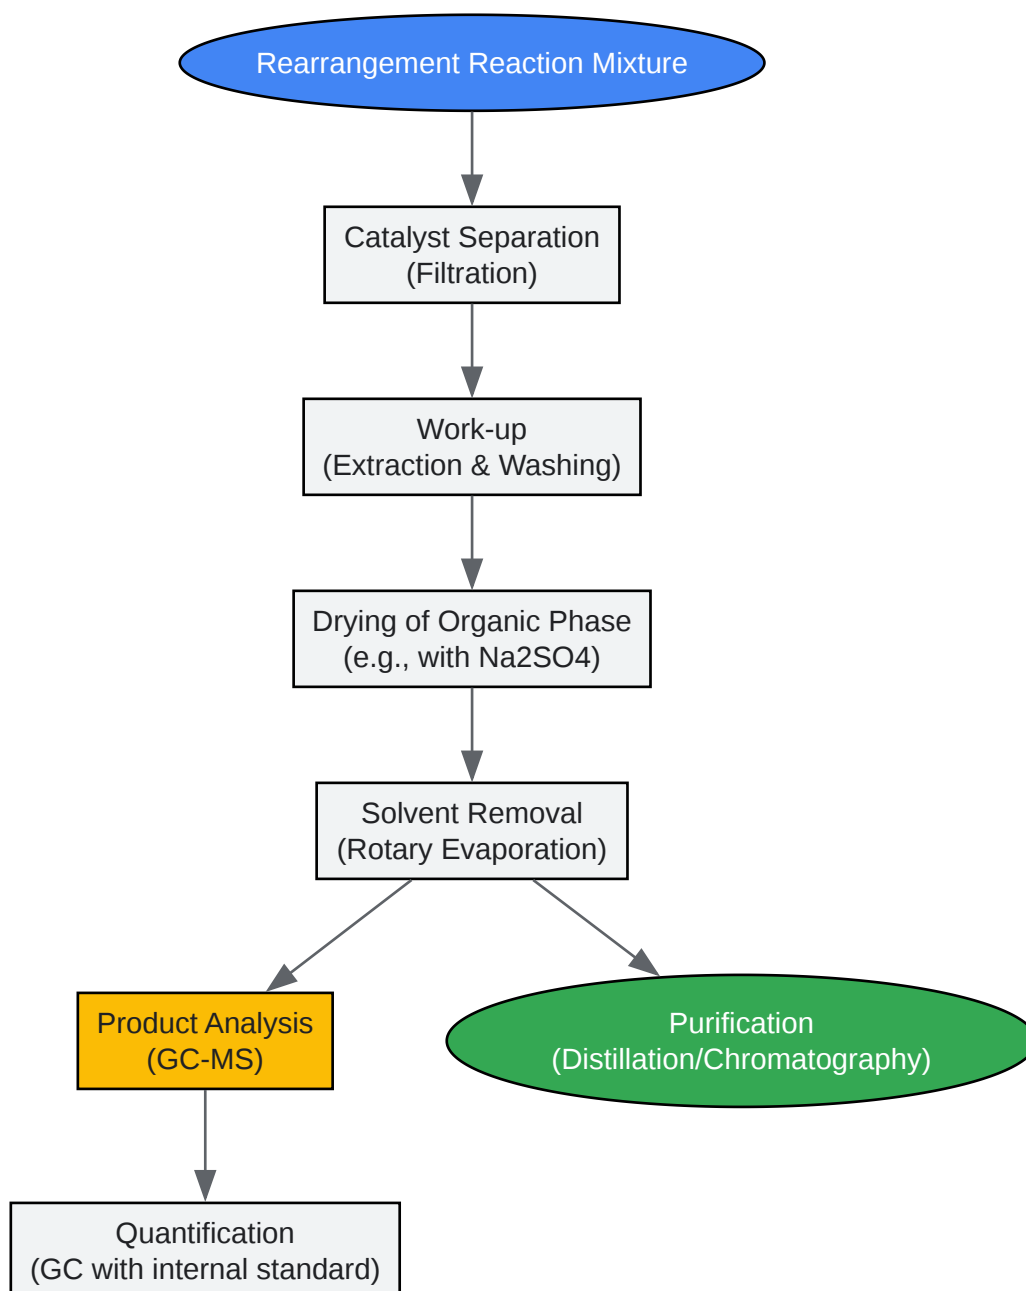 Rearrangement Reaction Mixture
Catalyst Separation
(Filtration)
Work-up
(Extraction & Washing)
Drying of Organic Phase
(e.g., with Na2SO4)
Solvent Removal
(Rotary Evaporation)
Product Analysis
(GC-MS)
Purification
(Distillation/Chromatography)
Quantification
(GC with internal standard)